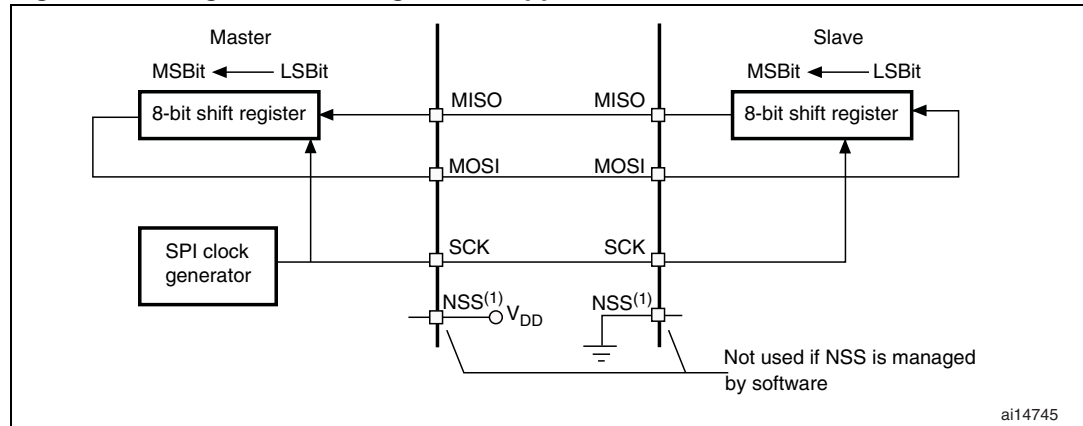 Master
Slave
MSBit LSBit
MSBit LSBit
MISO
MISO
8-bit shift register
8-bit shift register
MOSI
MOSI
SPI clock
generator
SCK
SCK
NSS(1)
VDD
NSS(1)
Not used if NSS is managed
by software
ai14745